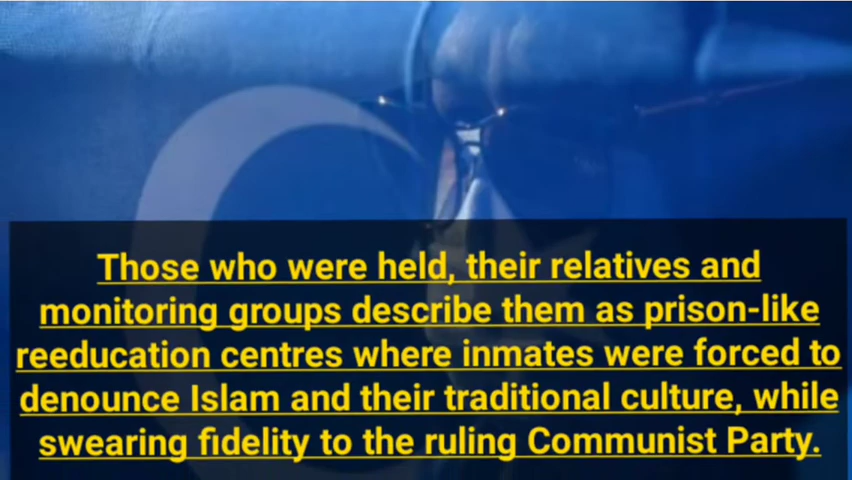 Those who were held, their relatives and
monitoring groups describe them as prison-like
reeducation centres where inmates were forced to
denounce Islam and their traditional culture, while
swearing fidelity to the ruling Communist Party.